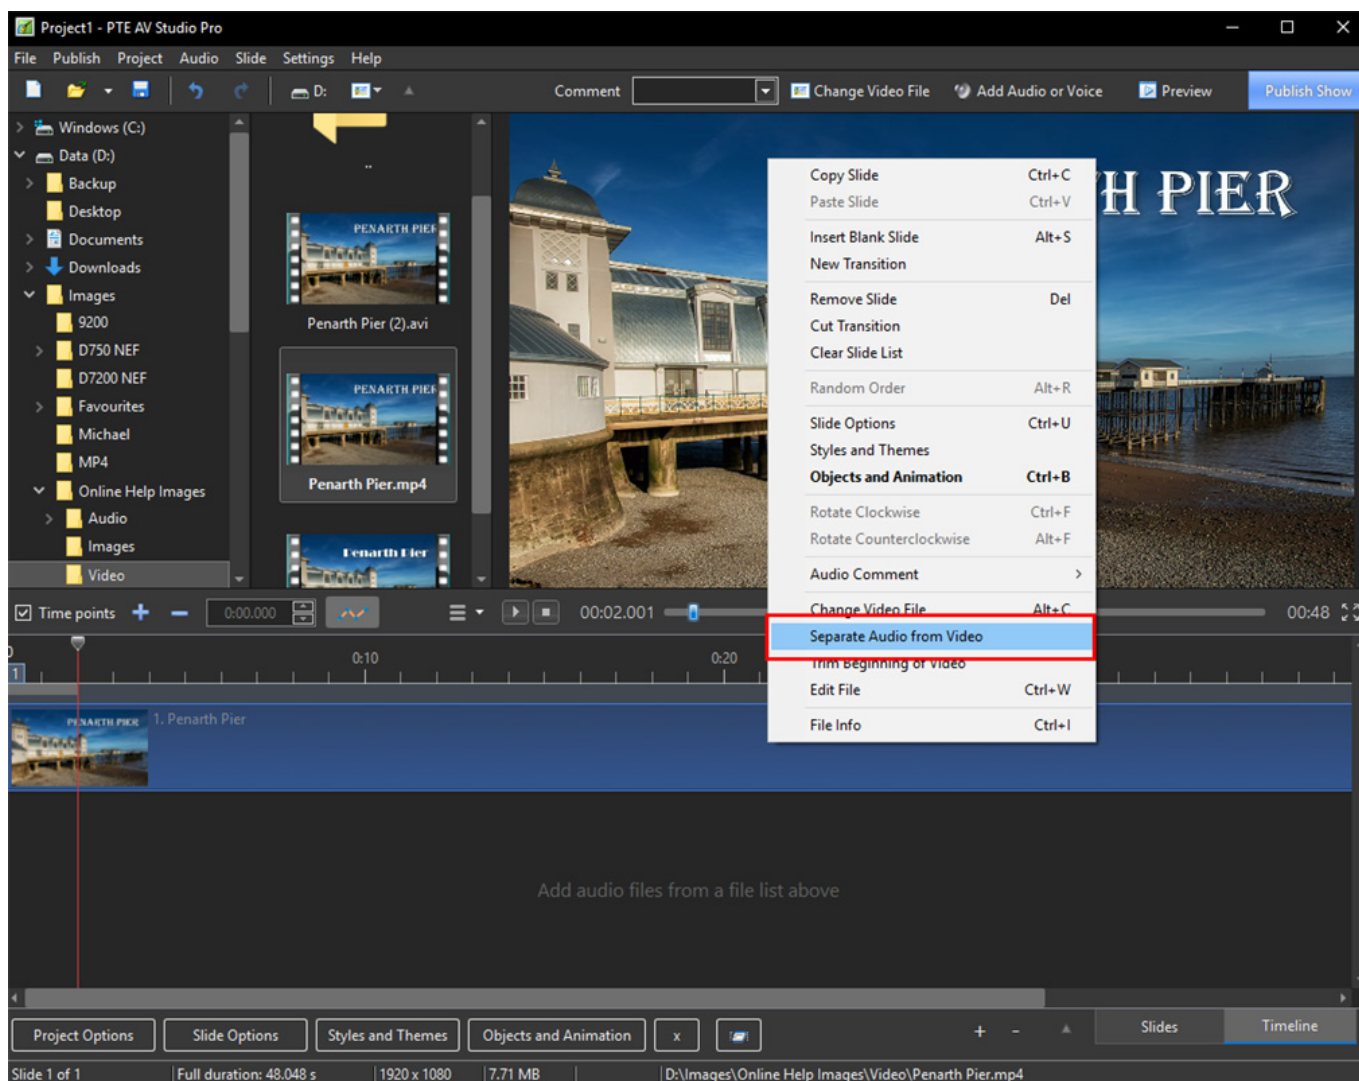 Project1 - PTE AV Studio Pro
File Publish Project Audio Slide Settings Help
D:
Comment
Change Video File
Add Audio or Voice
Preview
Publish Show
Windows (C:)
Data (D:)
Backup
Desktop
Documents
Downloads
Images
9200
D750 NEF
D7200 NEF
Favourites
Michael
MP4
Online Help Images
Audio
Images
Video
..
PENARTH PIER
Penarth Pier (2).avi
PENARTH PIER
Penarth Pier.mp4
Penarth Pier
H PIER
Copy Slide Ctrl+C
Paste Slide Ctrl+V
Insert Blank Slide Alt+S
New Transition
Remove Slide Del
Cut Transition
Clear Slide List
Random Order Alt+R
Slide Options Ctrl+U
Styles and Themes
Objects and Animation Ctrl+B
Rotate Clockwise Ctrl+F
Rotate Counterclockwise Alt+F
Audio Comment
Change Video File Alt+C
Separate Audio from Video
Trim Beginning of Video
Edit File Ctrl+W
File Info Ctrl+I
Time points
0:00.000
00:02.001
00:48
0:10
0:20
1
PENARTH PIER
1. Penarth Pier
Add audio files from a file list above
Project Options
Slide Options
Styles and Themes
Objects and Animation
x
+ -
Slides
Timeline
Slide 1 of 1
Full duration: 48.048 s
1920 x 1080
7.71 MB
D:\Images\Online Help Images\Video\Penarth Pier.mp4